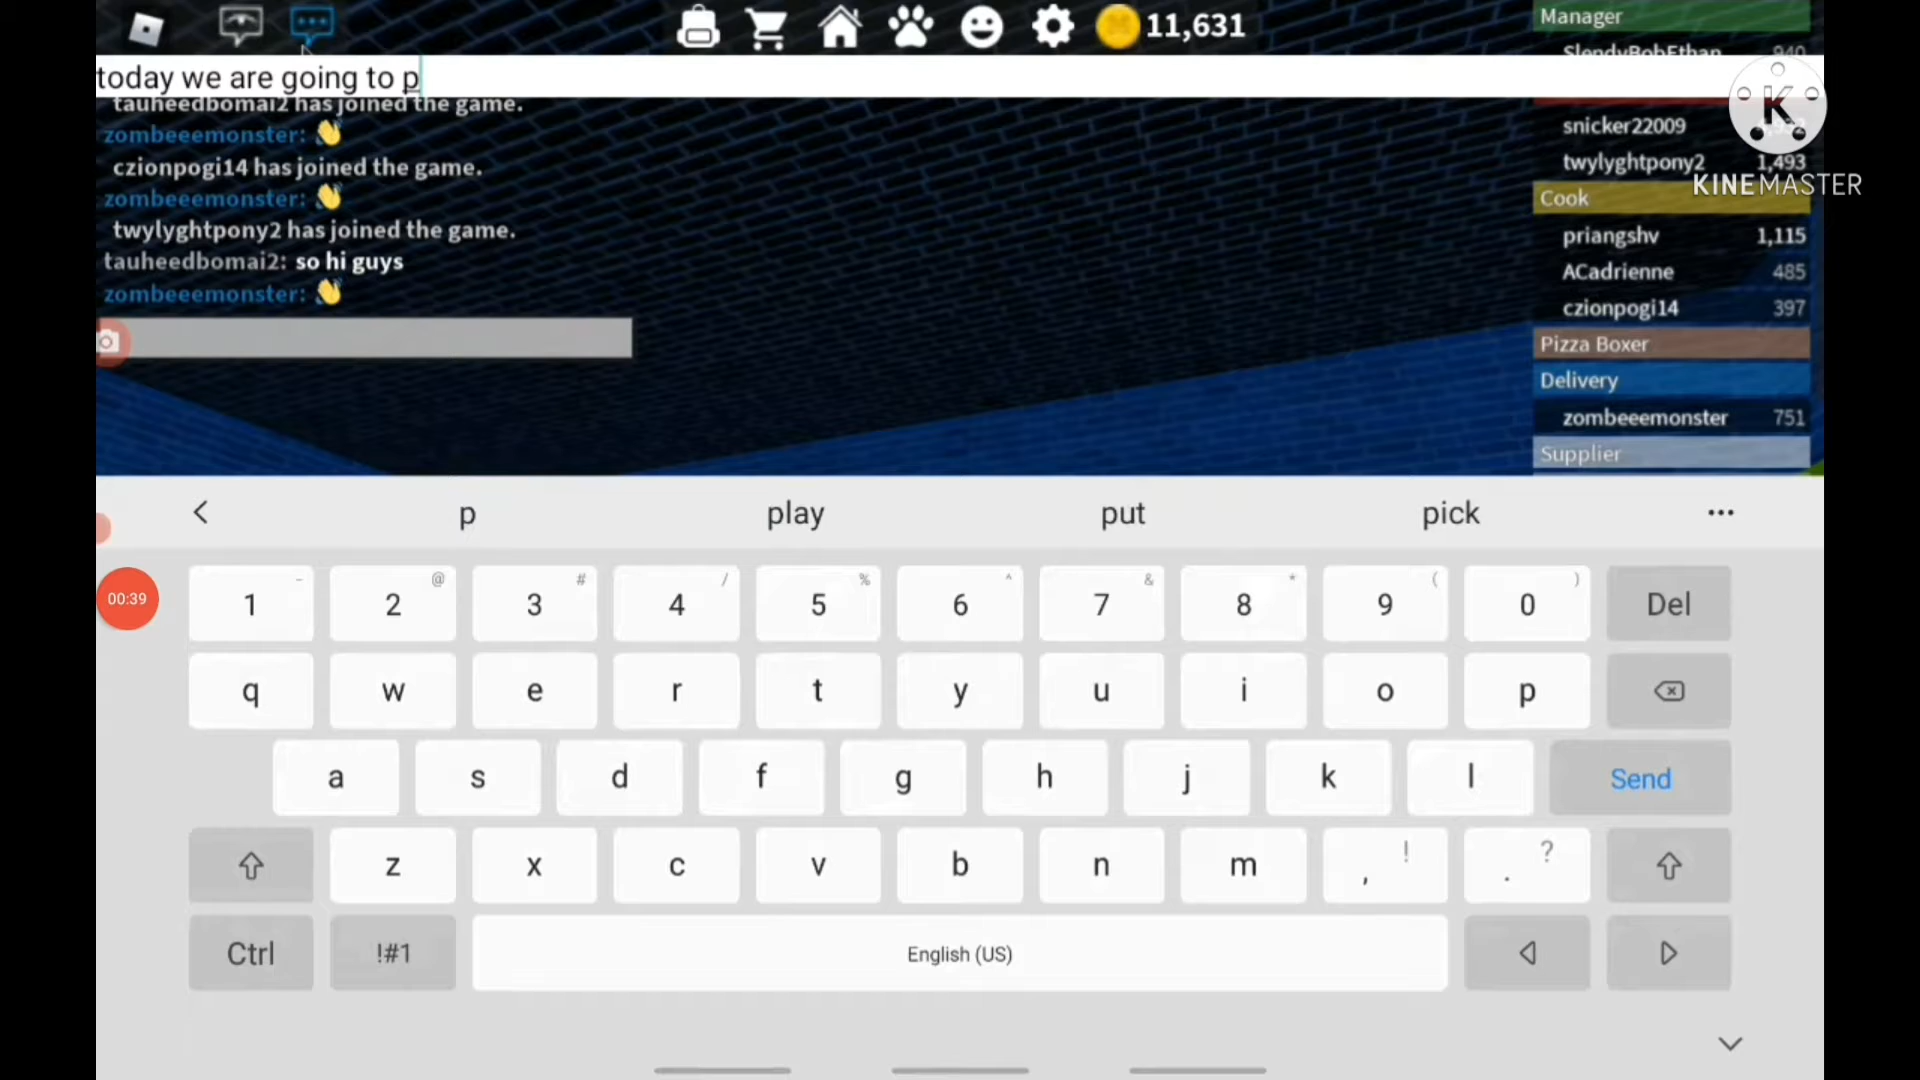 11,631
Manager
SlendyBobEthan 940
today we are going to p
tauheedbomai2 has joined the game.
zombeeemonster: 👋
czionpogi14 has joined the game.
zombeeemonster: 👋
twylyghtpony2 has joined the game.
tauheedbomai2: so hi guys
zombeeemonster: 👋
snicker22009
twylyghtpony2 1,493
K
KINEMASTER
Cook
priangshv 1,115
ACadrienne 485
czionpogi14 397
Pizza Boxer
Delivery
zombeeemonster 751
Supplier
p play put pick ...
00:39
1 - 2 @ 3 # 4 / 5 % 6 ^ 7 & 8 * 9 ( 0 ) Del
q w e r t y u i o p
a s d f g h j k l Send
z x c v b n m , ! . ?
Ctrl !#1 English (US)